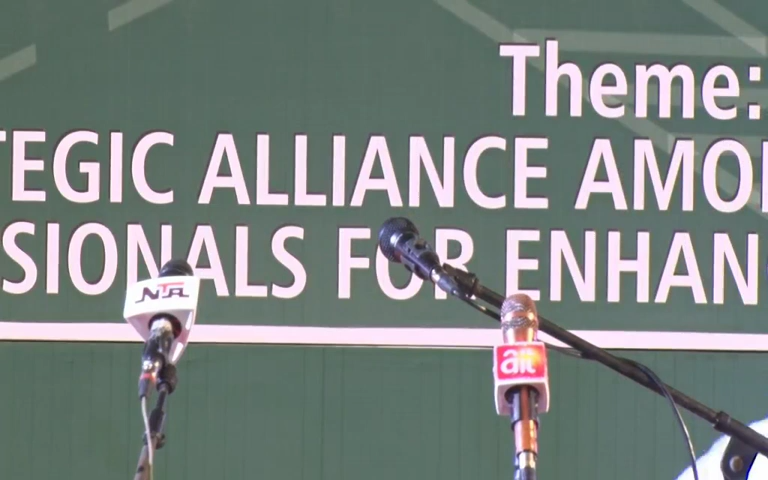 Theme:
TEGIC ALLIANCE AMO
SIONALS FOR ENHAN
NTA
ait